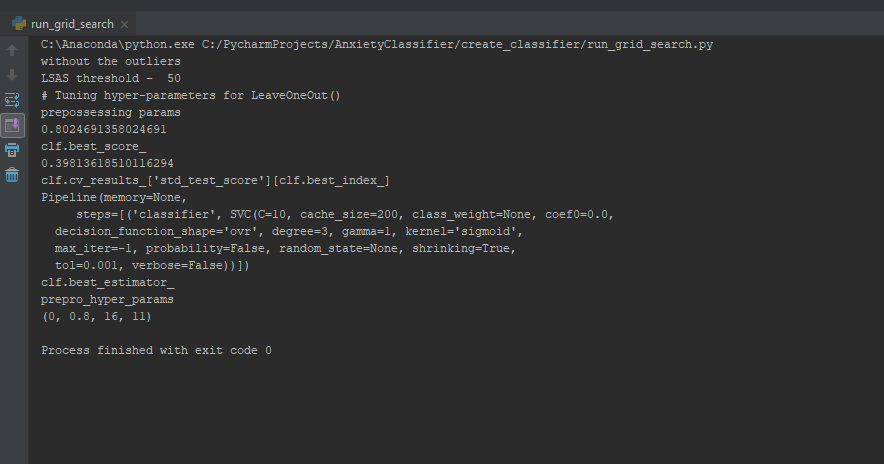 run_grid_search
C:\Anaconda\python.exe C:/PycharmProjects/AnxietyClassifier/create_classifier/run_grid_search.py
without the outliers
LSAS threshold -  50
# Tuning hyper-parameters for LeaveOneOut()
prepossessing params
0.8024691358024691
clf.best_score_
0.39813618510116294
clf.cv_results_['std_test_score'][clf.best_index_]
Pipeline(memory=None,
     steps=[('classifier', SVC(C=10, cache_size=200, class_weight=None, coef0=0.0,
  decision_function_shape='ovr', degree=3, gamma=1, kernel='sigmoid',
  max_iter=-1, probability=False, random_state=None, shrinking=True,
  tol=0.001, verbose=False))])
clf.best_estimator_
prepro_hyper_params
(0, 0.8, 16, 11)
Process finished with exit code 0